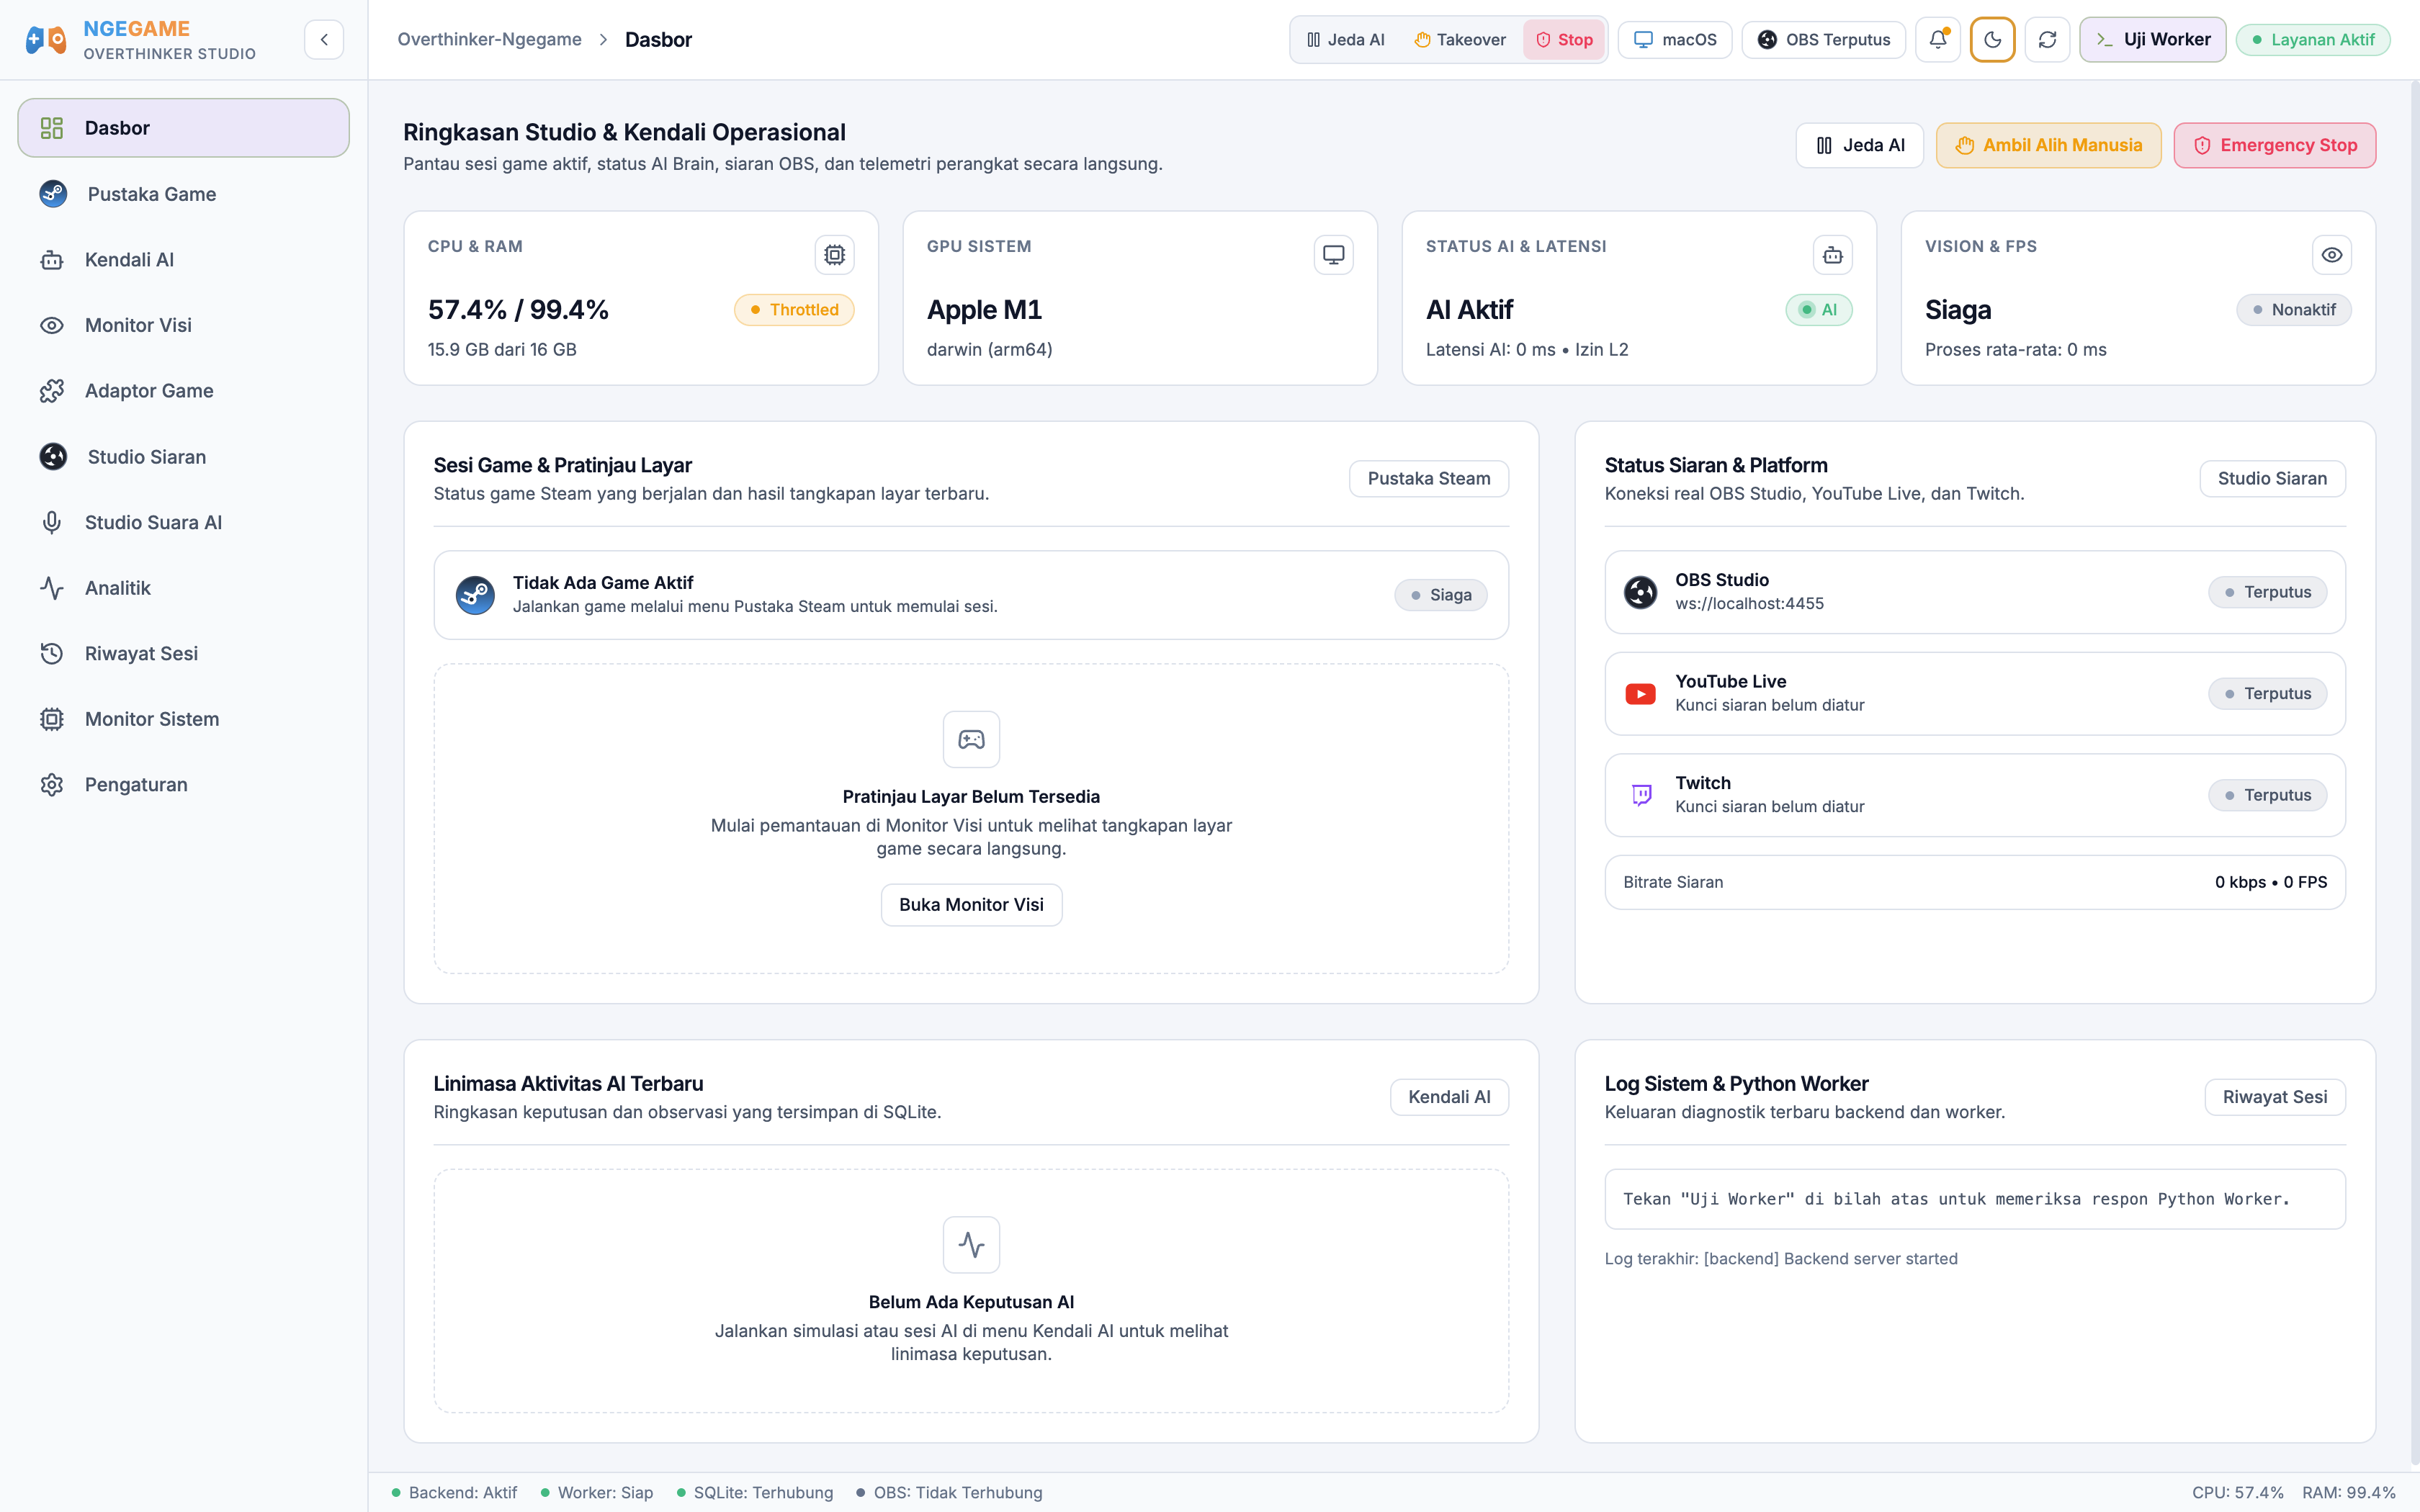 NGEGAME
OVERTHINKER STUDIO
Overthinker-Ngegame > Dasbor
Jeda AI
Takeover
Stop
macOS
OBS Terputus
Uji Worker
Layanan Aktif
Dasbor
Pustaka Game
Kendali AI
Monitor Visi
Adaptor Game
Studio Siaran
Studio Suara AI
Analitik
Riwayat Sesi
Monitor Sistem
Pengaturan
Ringkasan Studio & Kendali Operasional
Pantau sesi game aktif, status AI Brain, siaran OBS, dan telemetri perangkat secara langsung.
Jeda AI
Ambil Alih Manusia
Emergency Stop
CPU & RAM
57.4% / 99.4%
Throttled
15.9 GB dari 16 GB
GPU SISTEM
Apple M1
darwin (arm64)
STATUS AI & LATENSI
AI Aktif
AI
Latensi AI: 0 ms • Izin L2
VISION & FPS
Siaga
Nonaktif
Proses rata-rata: 0 ms
Sesi Game & Pratinjau Layar
Status game Steam yang berjalan dan hasil tangkapan layar terbaru.
Pustaka Steam
Tidak Ada Game Aktif
Jalankan game melalui menu Pustaka Steam untuk memulai sesi.
Siaga
Pratinjau Layar Belum Tersedia
Mulai pemantauan di Monitor Visi untuk melihat tangkapan layar
game secara langsung.
Buka Monitor Visi
Status Siaran & Platform
Koneksi real OBS Studio, YouTube Live, dan Twitch.
Studio Siaran
OBS Studio
ws://localhost:4455
Terputus
YouTube Live
Kunci siaran belum diatur
Terputus
Twitch
Kunci siaran belum diatur
Terputus
Bitrate Siaran
0 kbps • 0 FPS
Linimasa Aktivitas AI Terbaru
Ringkasan keputusan dan observasi yang tersimpan di SQLite.
Kendali AI
Belum Ada Keputusan AI
Jalankan simulasi atau sesi AI di menu Kendali AI untuk melihat
linimasa keputusan.
Log Sistem & Python Worker
Keluaran diagnostik terbaru backend dan worker.
Riwayat Sesi
Tekan "Uji Worker" di bilah atas untuk memeriksa respon Python Worker.
Log terakhir: [backend] Backend server started
Backend: Aktif
Worker: Siap
SQLite: Terhubung
OBS: Tidak Terhubung
CPU: 57.4%
RAM: 99.4%